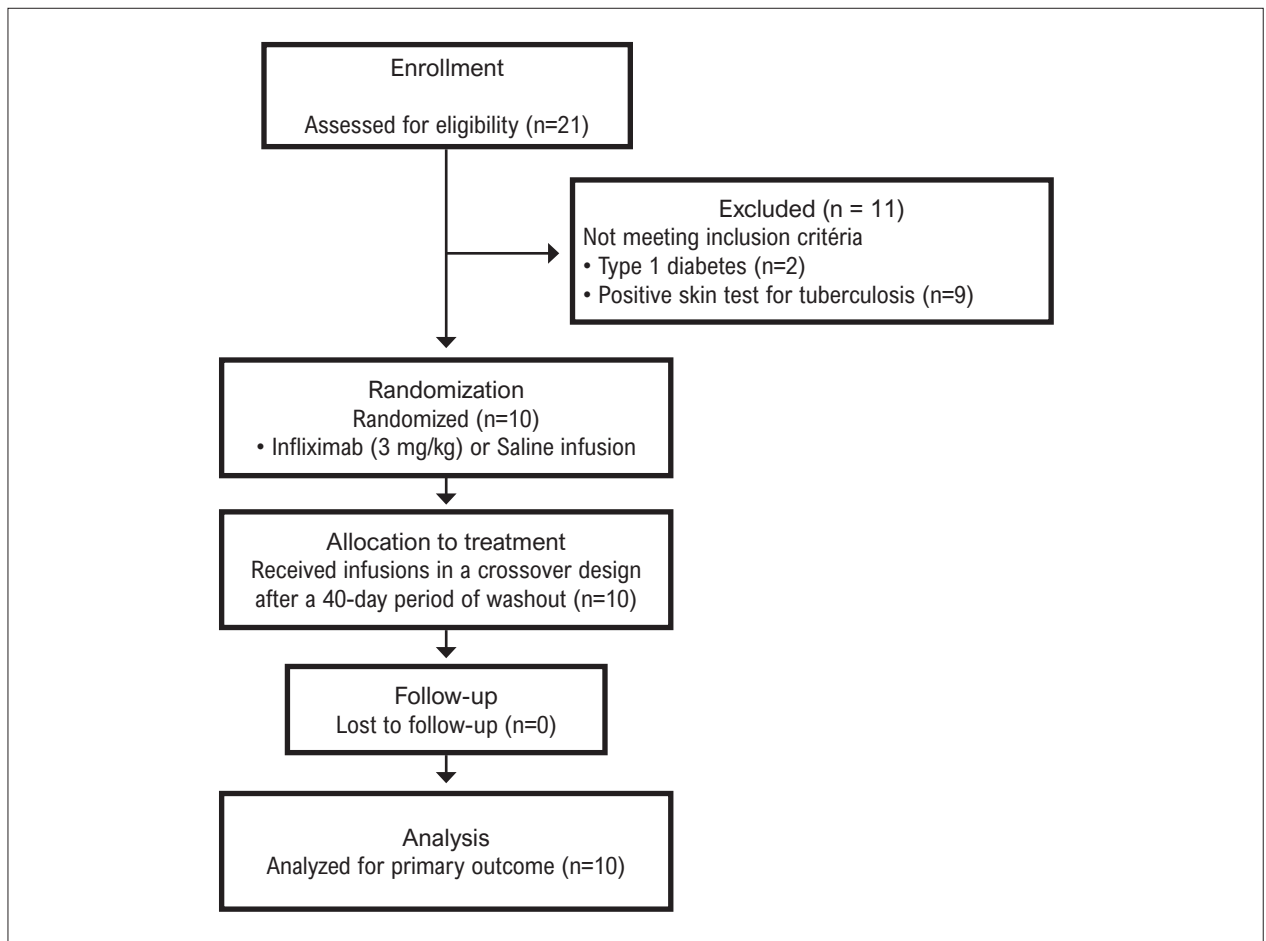 Enrollment
Assessed for eligibility (n=21)
Excluded (n = 11)
Not meeting inclusion critéria
• Type 1 diabetes (n=2)
• Positive skin test for tuberculosis (n=9)
Randomization
Randomized (n=10)
• Infliximab (3 mg/kg) or Saline infusion
Allocation to treatment
Received infusions in a crossover design
after a 40-day period of washout (n=10)
Follow-up
Lost to follow-up (n=0)
Analysis
Analyzed for primary outcome (n=10)